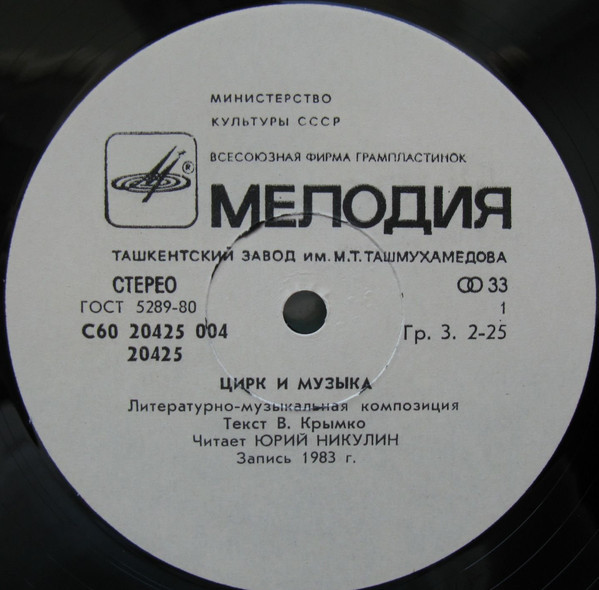 МИНИСТЕРСТВО
КУЛЬТУРЫ СССР
ВСЕСОЮЗНАЯ ФИРМА ГРАМПЛАСТИНОК
®
МЕЛОДИЯ
ТАШКЕНТСКИЙ ЗАВОД ИМ. М.Т. ТАШМУХАМЕДОВА
СТЕРЕО 33
ГОСТ 5289-80 1
С60 20425 004 Гр. 3. 2-25
20425
ЦИРК И МУЗЫКА
Литературно-музыкальная композиция
Текст В. Крымко
Читает ЮРИЙ НИКУЛИН
Запись 1983 г.